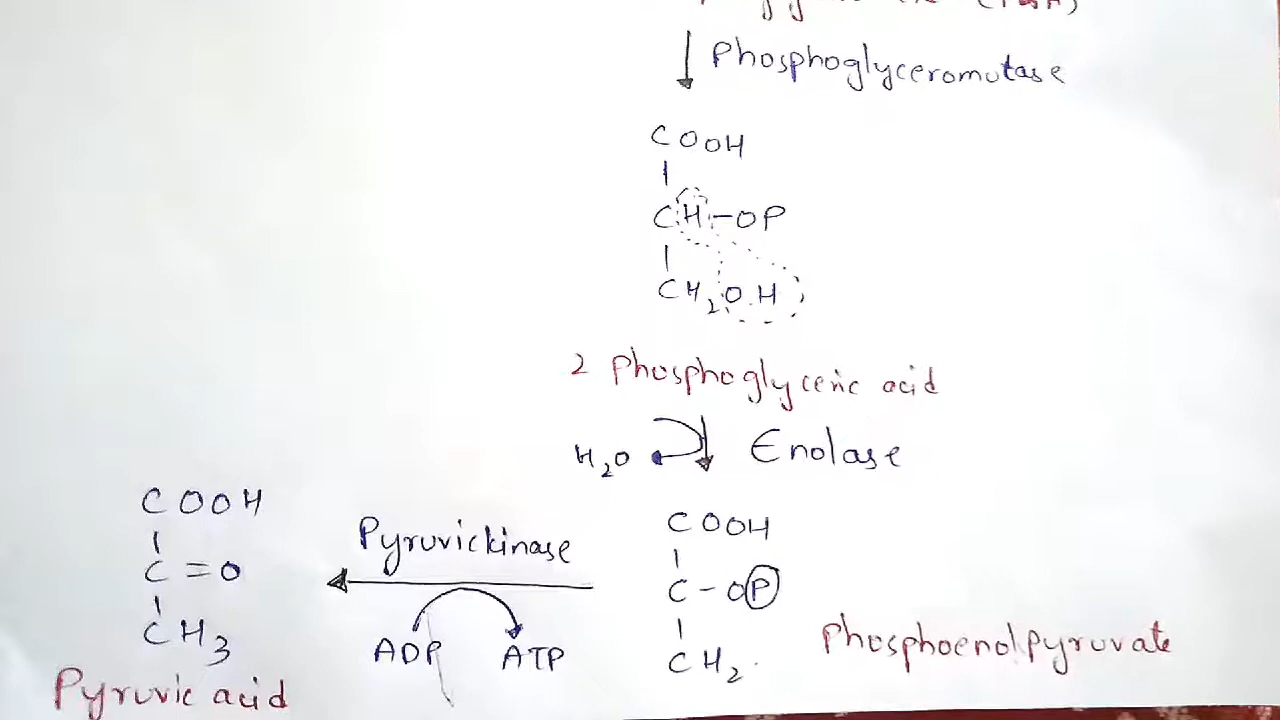 Phosphoglyceromutase
COOH
|
CH-OP
|
CH2OH
2 Phosphoglyceric acid
H2O Enolase
COOH
|
C-OP
|
CH2
Phosphoenolpyruvate
Pyruvickinase
ADP ATP
COOH
|
C=O
|
CH3
Pyruvic acid